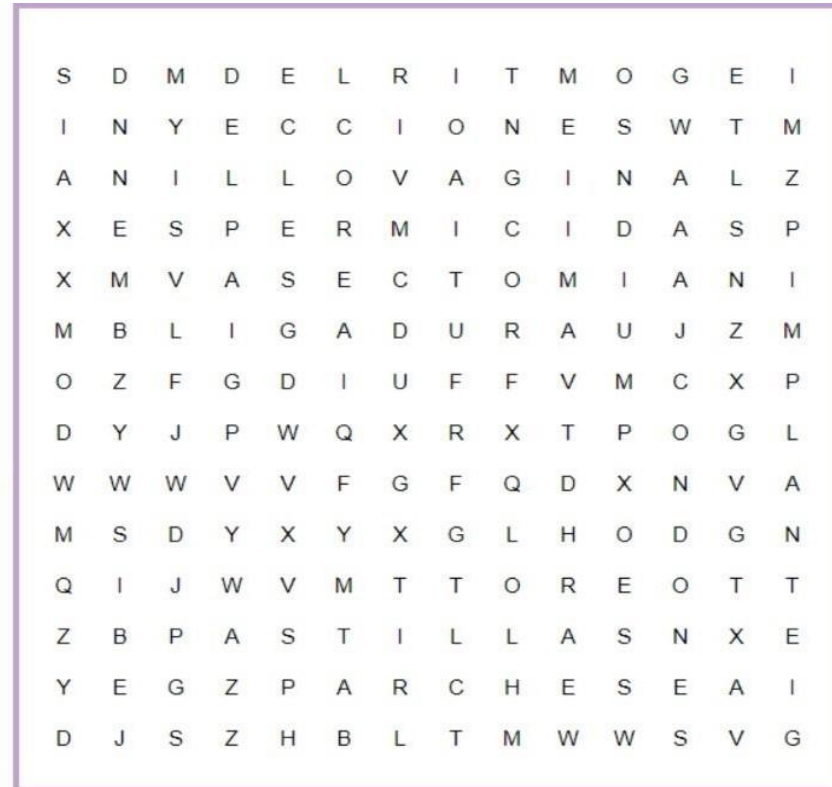 S D M D E L R I T M O G E I
I N Y E C C I O N E S W T M
A N I L L O V A G I N A L Z
X E S P E R M I C I D A S P
X M V A S E C T O M I A N I
M B L I G A D U R A U J Z M
O Z F G D I U F F V M C X P
D Y J P W Q X R X T P O G L
W W W V V F G F Q D X N V A
M S D Y X Y X G L H O D G N
Q I J W V M T T O R E O T T
Z B P A S T I L L A S N X E
Y E G Z P A R C H E S E A I
D J S Z H B L T M W W S V G